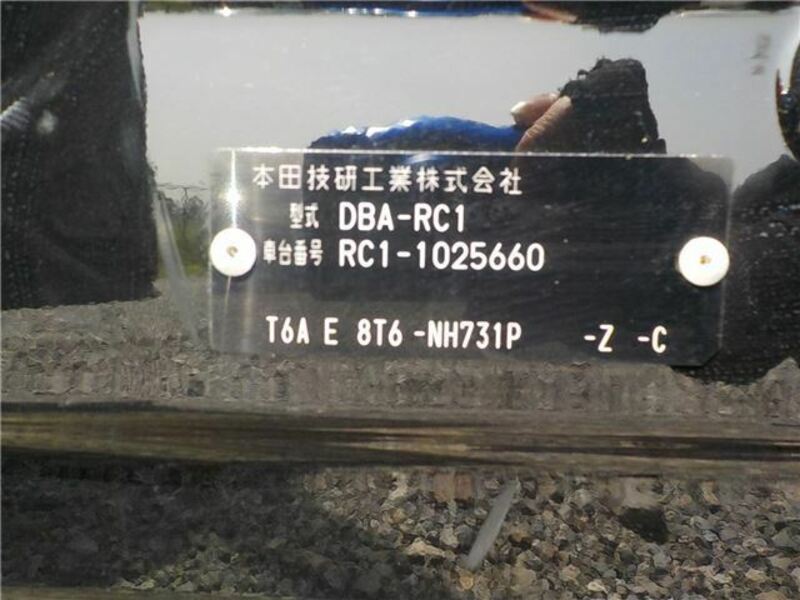 本田技研工業株式会社
型式 DBA-RC1
車台番号 RC1-1025660
T6A E 8T6 -NH731P -Z -C